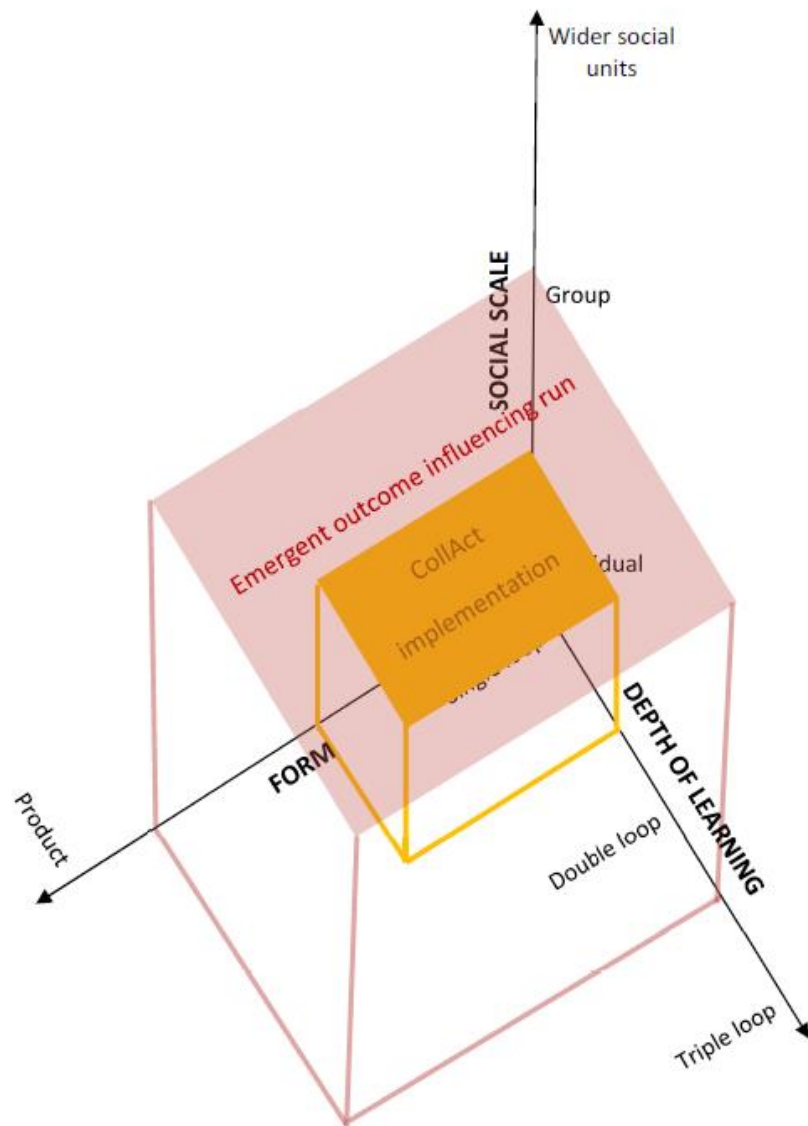 Wider social
units
SOCIAL SCALE
Group
Emergent outcome influencing run
CollAct
implementation
idual
FORM
Product
DEPTH OF LEARNING
Double loop
Triple loop